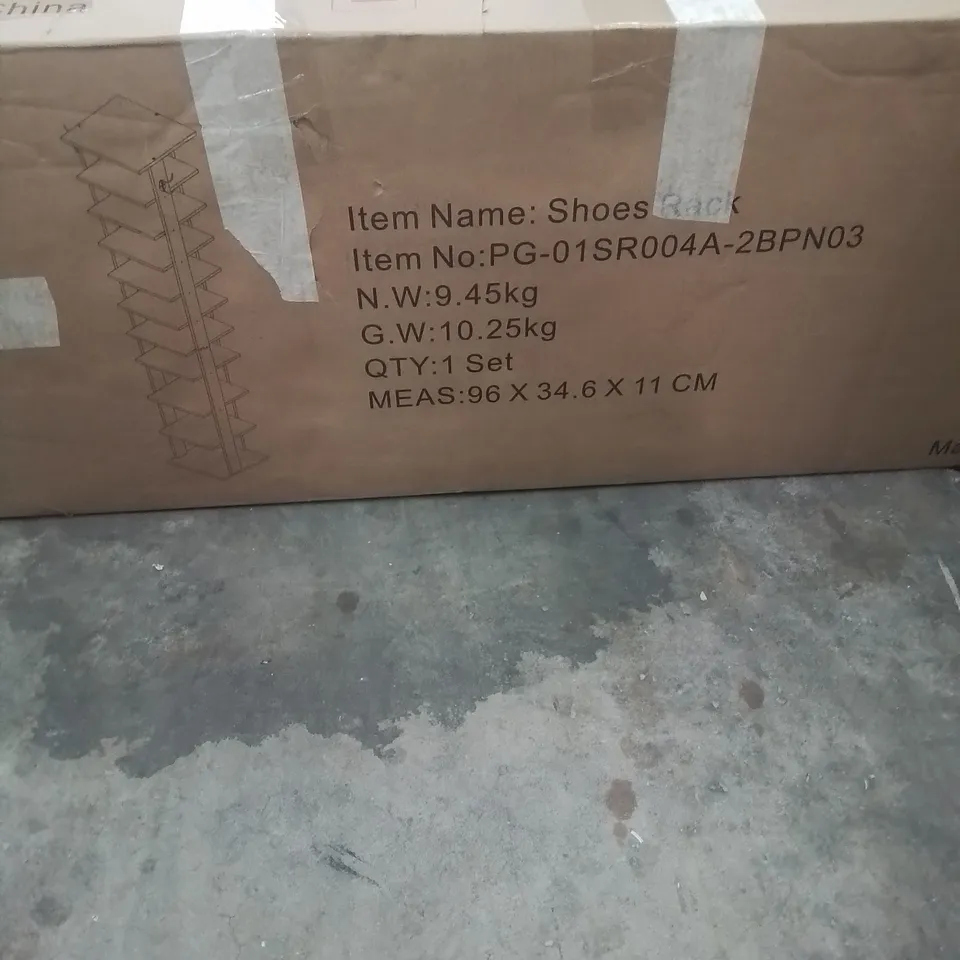 China
Item Name: Shoes Rack
Item No:PG-01SR004A-2BPN03
N.W:9.45kg
G.W:10.25kg
QTY:1 Set
MEAS:96 X 34.6 X 11 CM